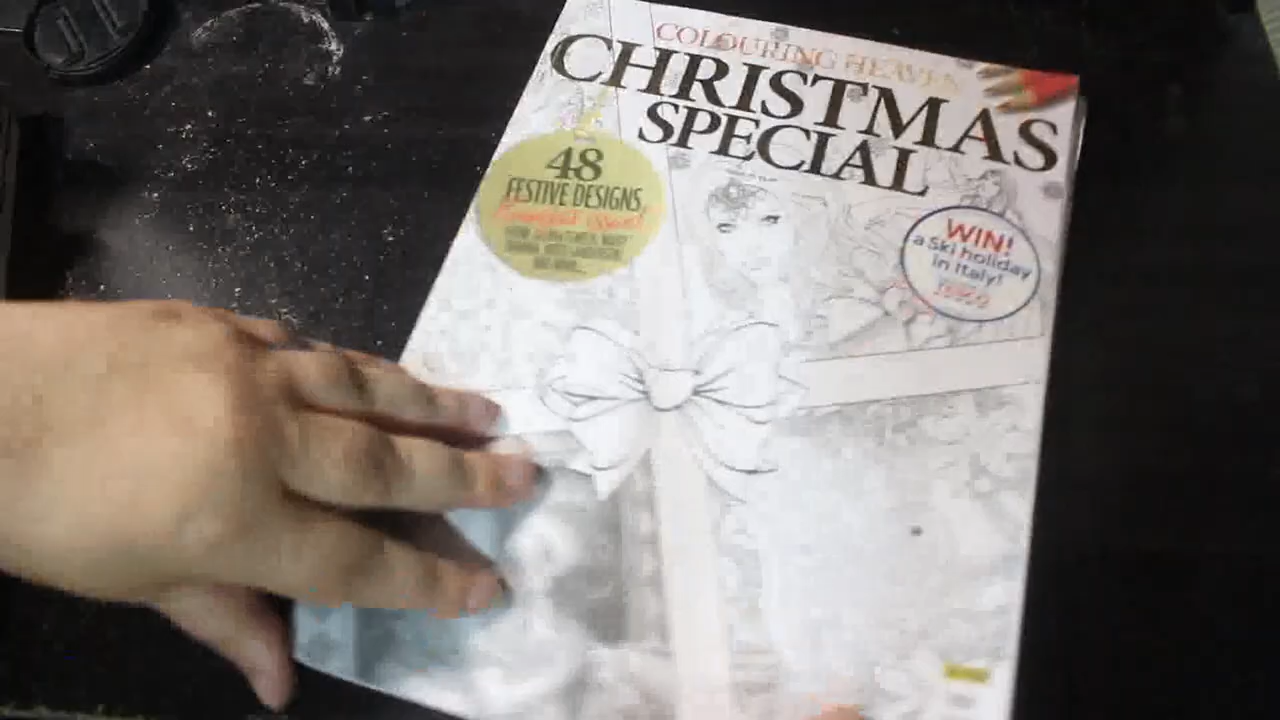 COLOURING HEAVEN
CHRISTMAS
SPECIAL
48
FESTIVE DESIGNS
WIN!
a Ski holiday
in Italy!